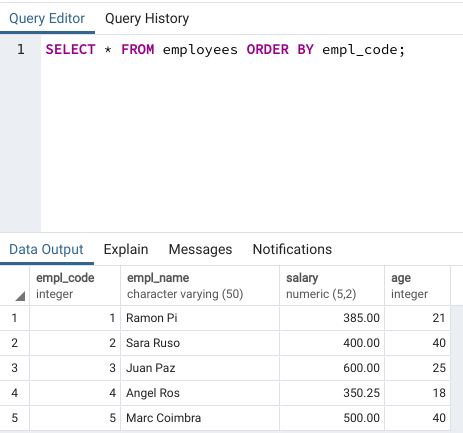 Query Editor Query History
1 SELECT * FROM employees ORDER BY empl_code;
Data Output Explain Messages Notifications
empl_code empl_name salary age
integer character varying (50) numeric (5,2) integer
1 1 Ramon Pi 385.00 21
2 2 Sara Ruso 400.00 40
3 3 Juan Paz 600.00 25
4 4 Angel Ros 350.25 18
5 5 Marc Coimbra 500.00 40